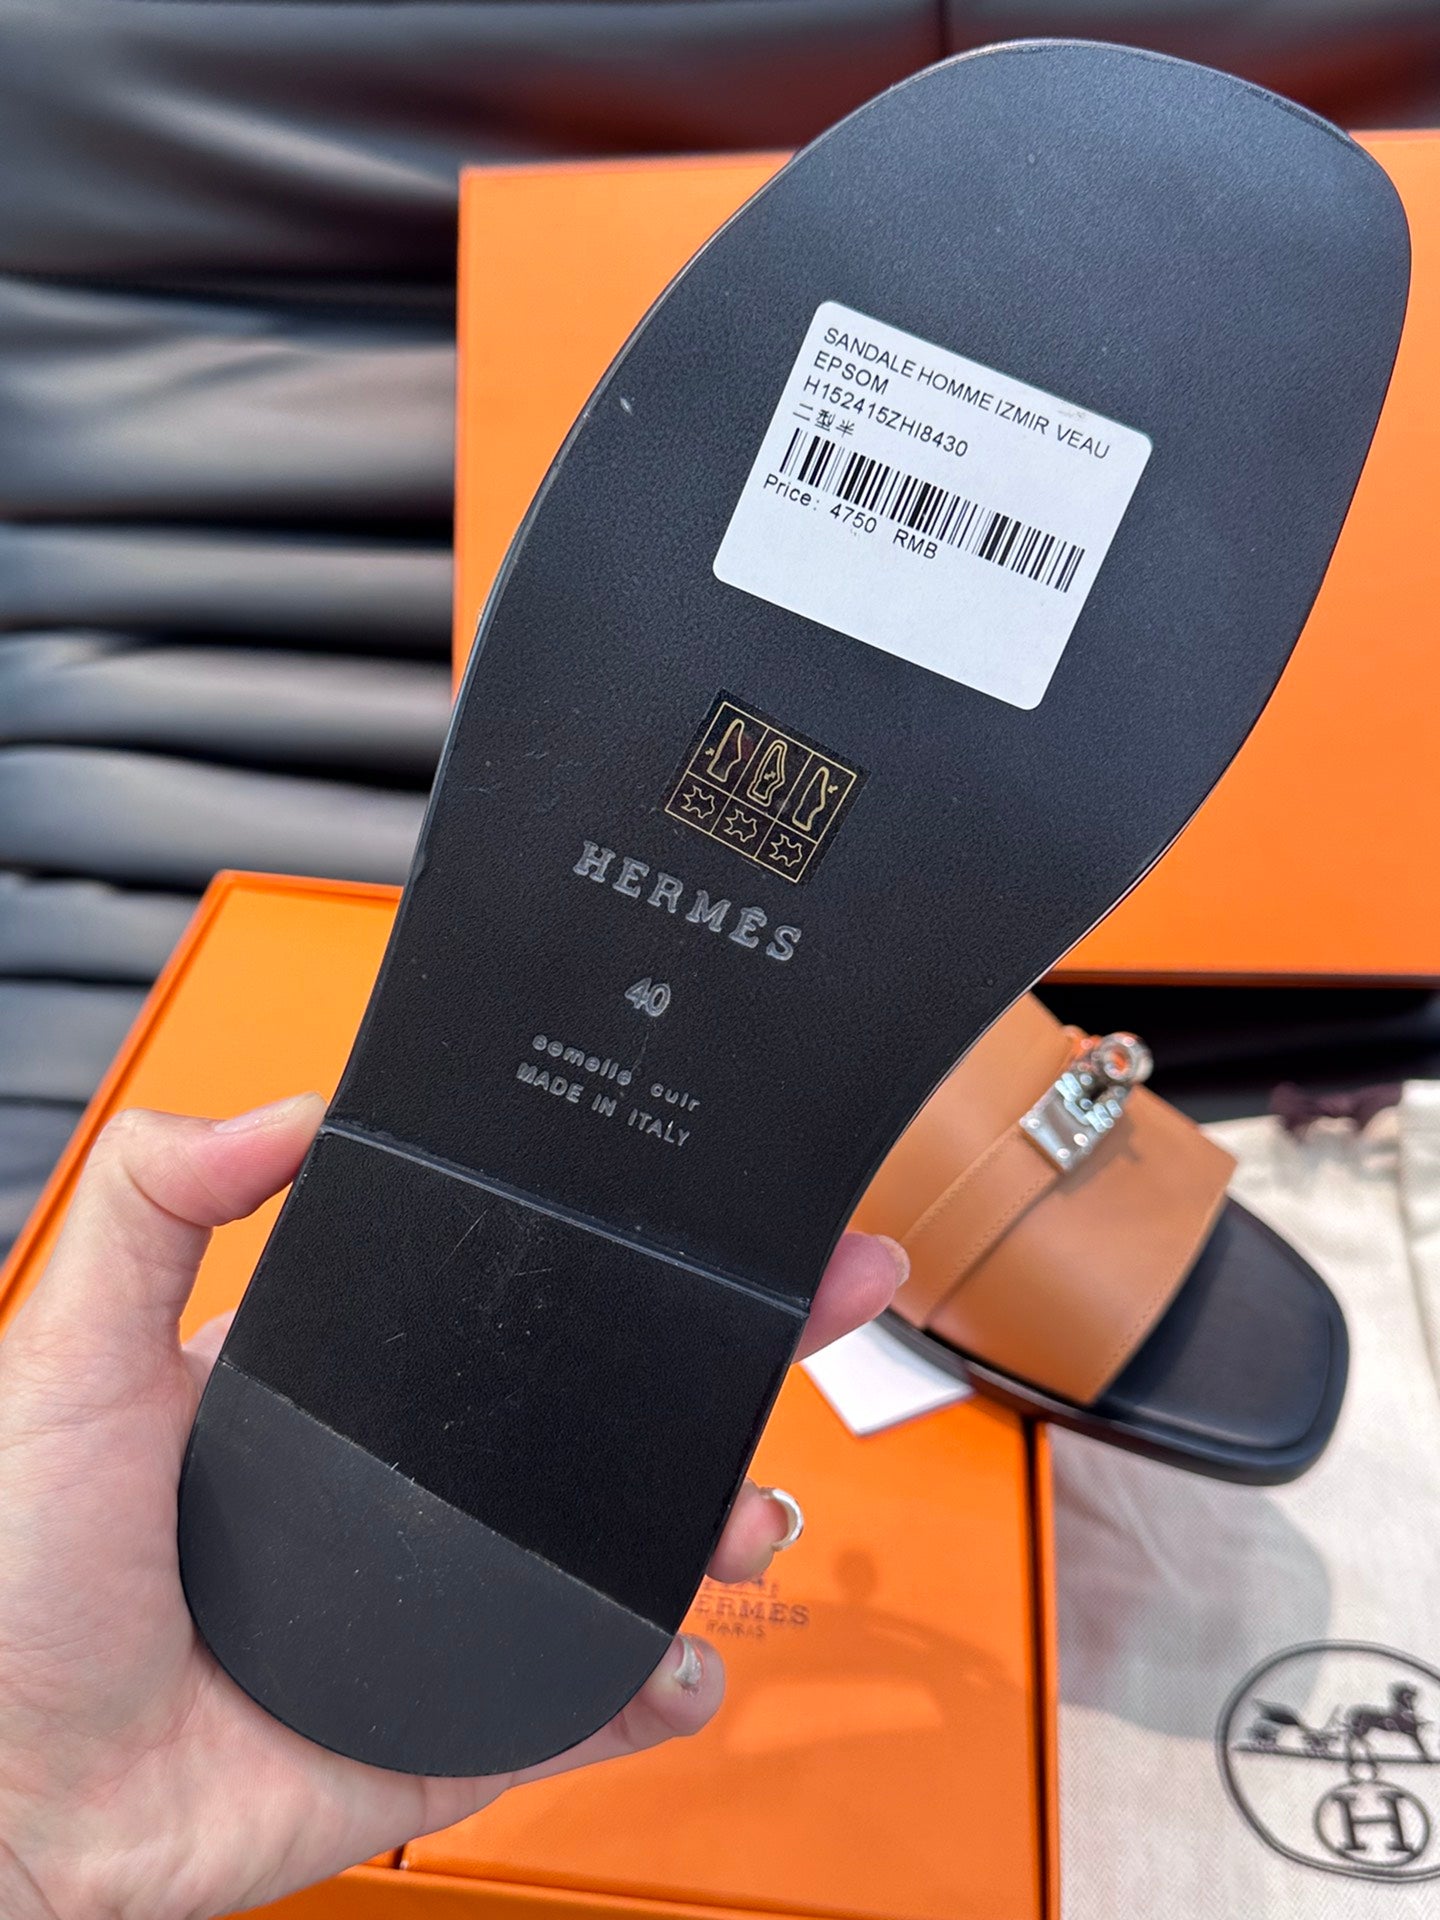 SANDALE HOMME IZMIR VEAU
EPSOM
H152415ZHI8430
二型半
Price: 4750 RMB
HERMÈS
40
semelle cuir
MADE IN ITALY
ERMES
PARIS
H